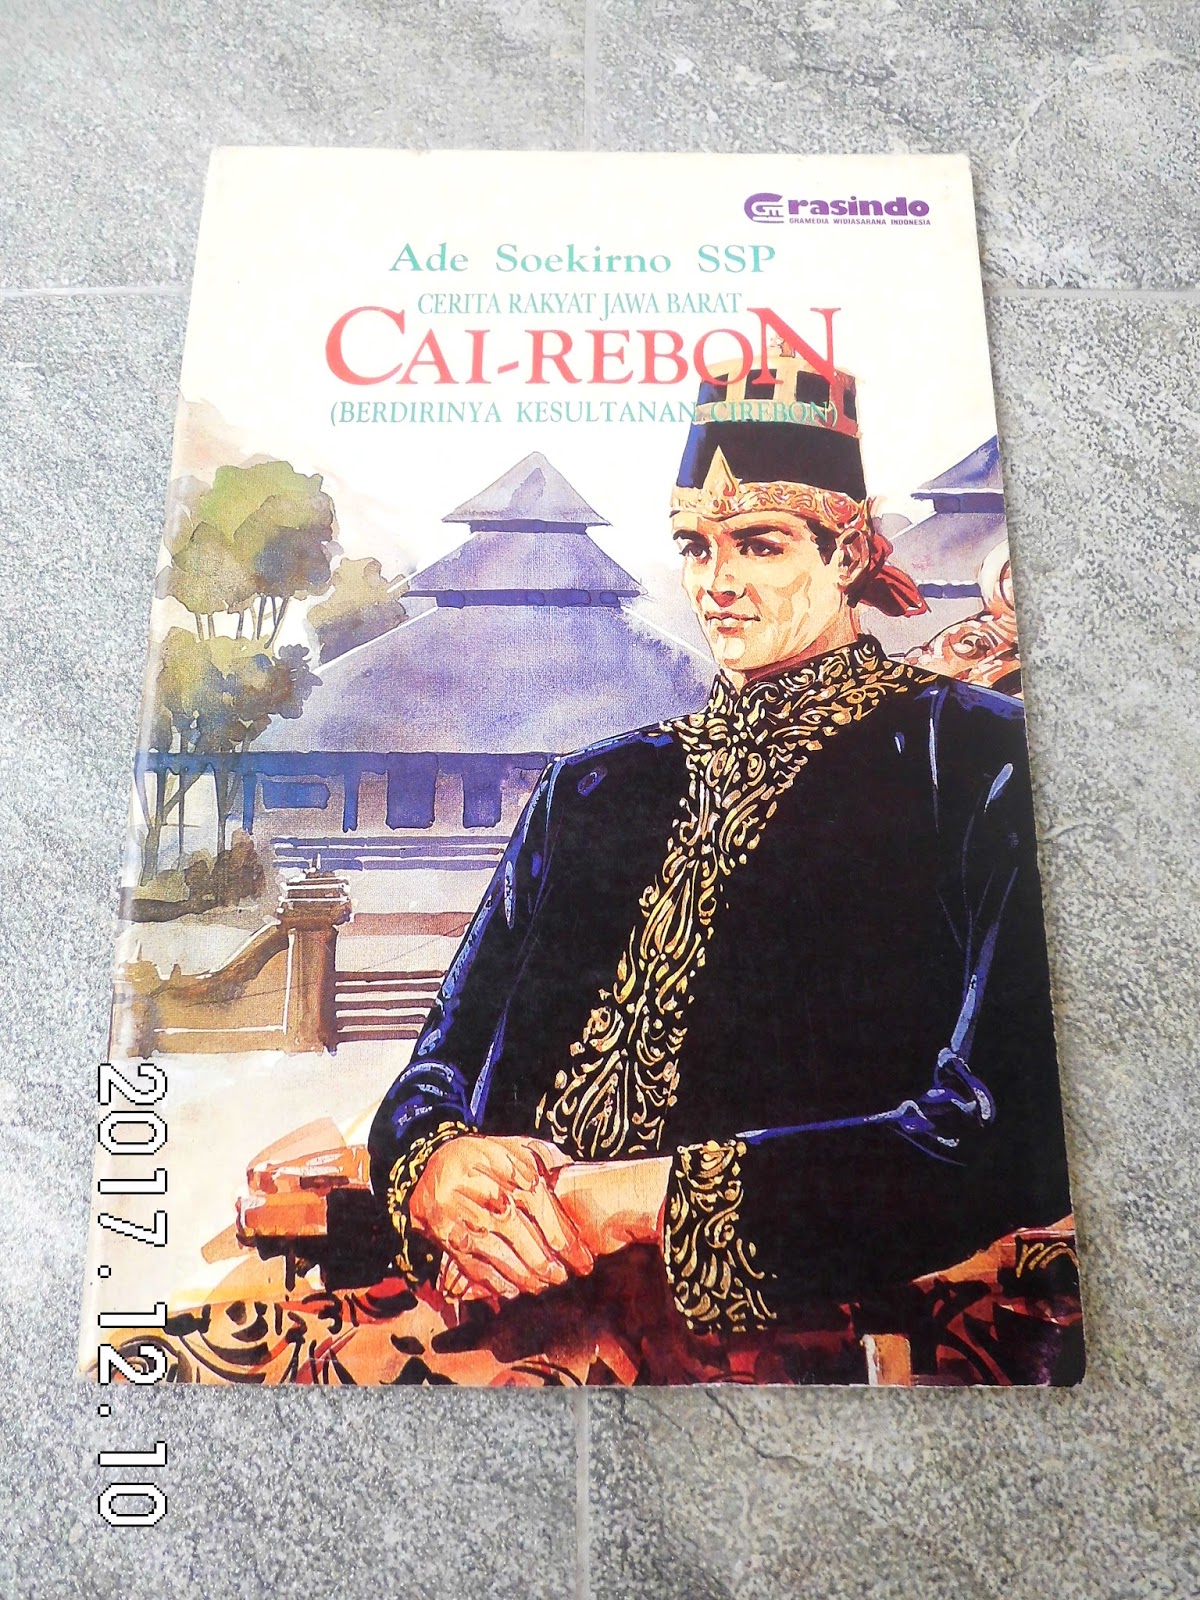 Grasindo
GRAMEDIA WIDIASARANA INDONESIA
Ade Soekirno SSP
CERITA RAKYAT JAWA BARAT
CAI-REBON
(BERDIRINYA KESULTANAN CIREBON)
2017.12.10